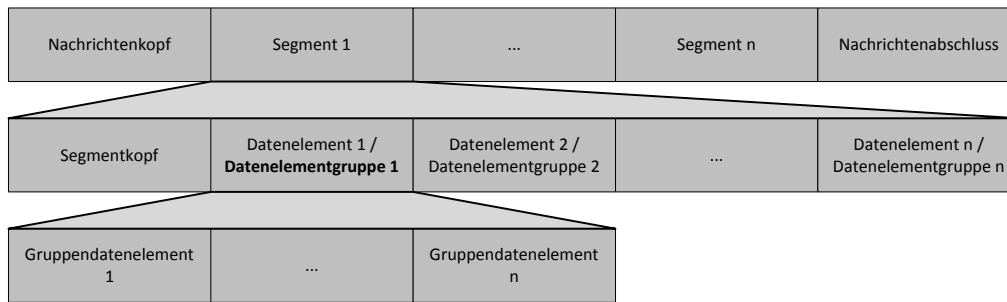 Nachrichtenkopf
Segment 1
...
Segment n
Nachrichtenabschluss
Segmentkopf
Datenelement 1 /
Datenelementgruppe 1
Datenelement 2 /
Datenelementgruppe 2
...
Datenelement n /
Datenelementgruppe n
Gruppendatenelement
1
...
Gruppendatenelement
n